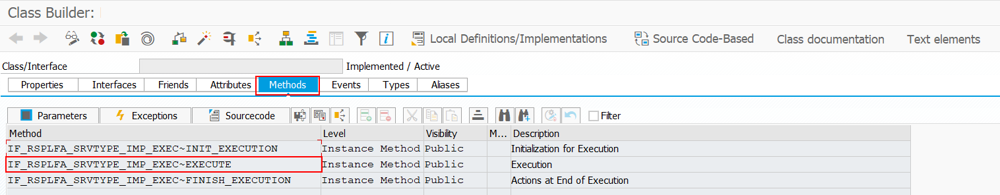 Class Builder:
Local Definitions/Implementations Source Code-Based Class documentation Text elements
Class/Interface Implemented / Active
Properties Interfaces Friends Attributes Methods Events Types Aliases
Parameters Exceptions Sourcecode Filter
Method Level Visibility M... Description
IF_RSPLFA_SRVTYPE_IMP_EXEC~INIT_EXECUTION Instance Method Public Initialization for Execution
IF_RSPLFA_SRVTYPE_IMP_EXEC~EXECUTE Instance Method Public Execution
IF_RSPLFA_SRVTYPE_IMP_EXEC~FINISH_EXECUTION Instance Method Public Actions at End of Execution